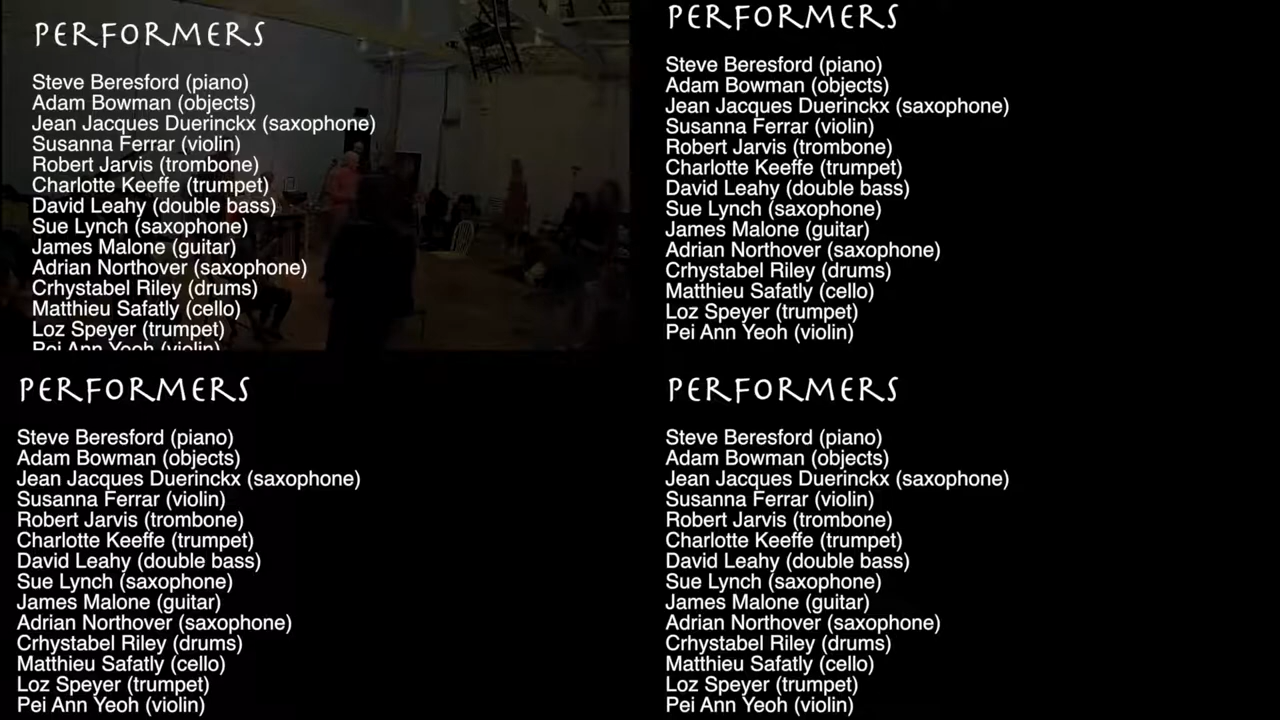 PERFORMERS
Steve Beresford (piano)
Adam Bowman (objects)
Jean Jacques Duerinckx (saxophone)
Susanna Ferrar (violin)
Robert Jarvis (trombone)
Charlotte Keeffe (trumpet)
David Leahy (double bass)
Sue Lynch (saxophone)
James Malone (guitar)
Adrian Northover (saxophone)
Crhystabel Riley (drums)
Matthieu Safatly (cello)
Loz Speyer (trumpet)
Pei Ann Yeoh (violin)
PERFORMERS
Steve Beresford (piano)
Adam Bowman (objects)
Jean Jacques Duerinckx (saxophone)
Susanna Ferrar (violin)
Robert Jarvis (trombone)
Charlotte Keeffe (trumpet)
David Leahy (double bass)
Sue Lynch (saxophone)
James Malone (guitar)
Adrian Northover (saxophone)
Crhystabel Riley (drums)
Matthieu Safatly (cello)
Loz Speyer (trumpet)
Pei Ann Yeoh (violin)
PERFORMERS
Steve Beresford (piano)
Adam Bowman (objects)
Jean Jacques Duerinckx (saxophone)
Susanna Ferrar (violin)
Robert Jarvis (trombone)
Charlotte Keeffe (trumpet)
David Leahy (double bass)
Sue Lynch (saxophone)
James Malone (guitar)
Adrian Northover (saxophone)
Crhystabel Riley (drums)
Matthieu Safatly (cello)
Loz Speyer (trumpet)
Pei Ann Yeoh (violin)
PERFORMERS
Steve Beresford (piano)
Adam Bowman (objects)
Jean Jacques Duerinckx (saxophone)
Susanna Ferrar (violin)
Robert Jarvis (trombone)
Charlotte Keeffe (trumpet)
David Leahy (double bass)
Sue Lynch (saxophone)
James Malone (guitar)
Adrian Northover (saxophone)
Crhystabel Riley (drums)
Matthieu Safatly (cello)
Loz Speyer (trumpet)
Pei Ann Yeoh (violin)